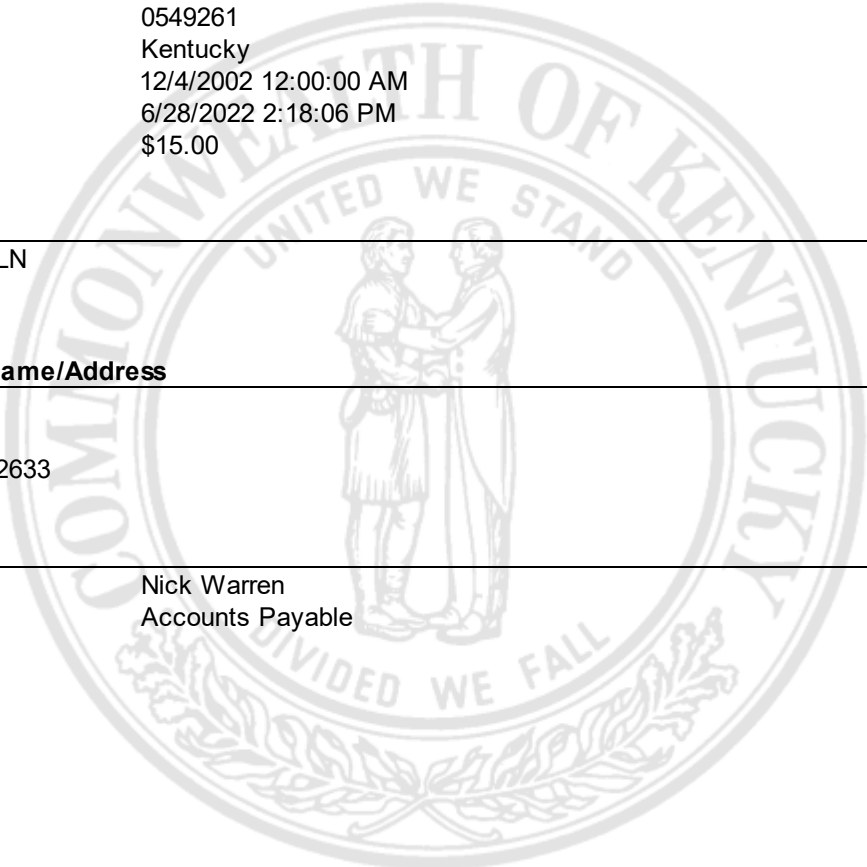 0549261
Kentucky
12/4/2002 12:00:00 AM
6/28/2022 2:18:06 PM
$15.00
LN
ame/Address
2633
Nick Warren
Accounts Payable
COMMONWEALTH OF KENTUCKY
UNITED WE STAND
DIVIDED WE FALL